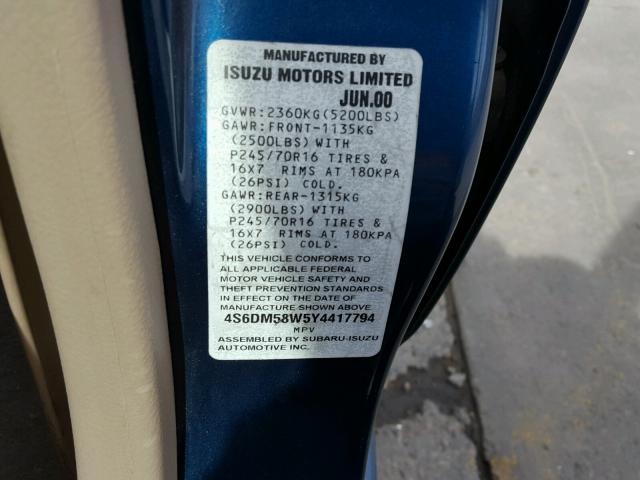 MANUFACTURED BY
ISUZU MOTORS LIMITED
JUN.00
GVWR:2360KG(5200LBS)
GAWR:FRONT-1135KG
(2500LBS) WITH
P245/70R16 TIRES &
16X7 RIMS AT 180KPA
(26PSI) COLD.
GAWR:REAR-1315KG
(2900LBS) WITH
P245/70R16 TIRES &
16X7 RIMS AT 180KPA
(26PSI) COLD.
THIS VEHICLE CONFORMS TO
ALL APPLICABLE FEDERAL
MOTOR VEHICLE SAFETY AND
THEFT PREVENTION STANDARDS
IN EFFECT ON THE DATE OF
MANUFACTURE SHOWN ABOVE
4S6DM58W5Y4417794
MPV
ASSEMBLED BY SUBARU-ISUZU
AUTOMOTIVE INC.